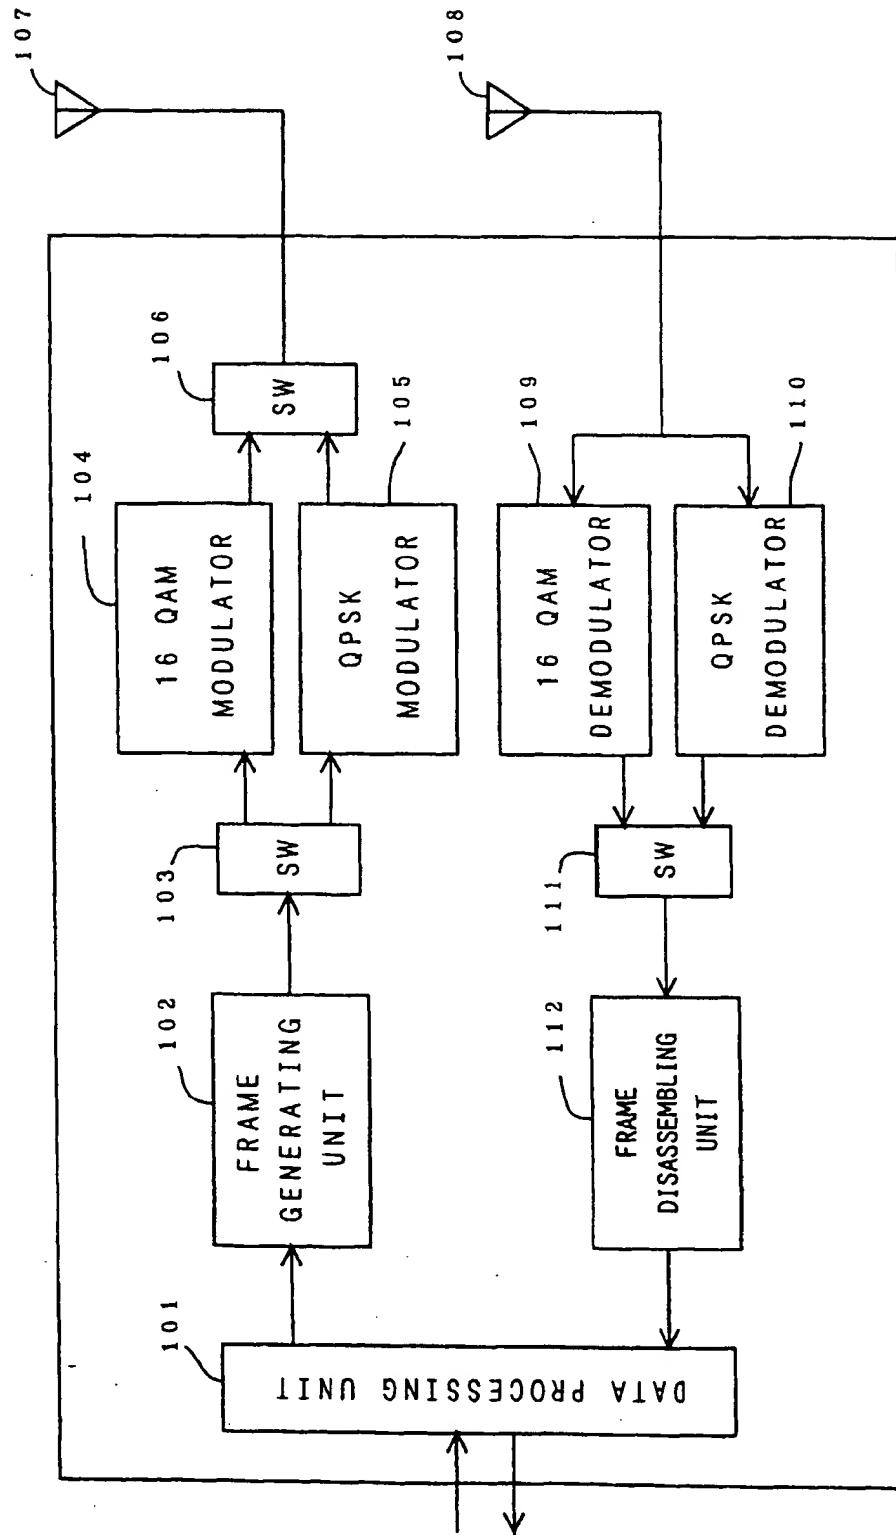 107
108
106
SW
104
16 QAM
MODULATOR
105
QPSK
MODULATOR
109
16 QAM
DEMODULATOR
110
QPSK
DEMODULATOR
103
SW
111
SW
102
FRAME
GENERATING
UNIT
112
FRAME
DISASSEMBLING
UNIT
101
DATA PROCESSING UNIT